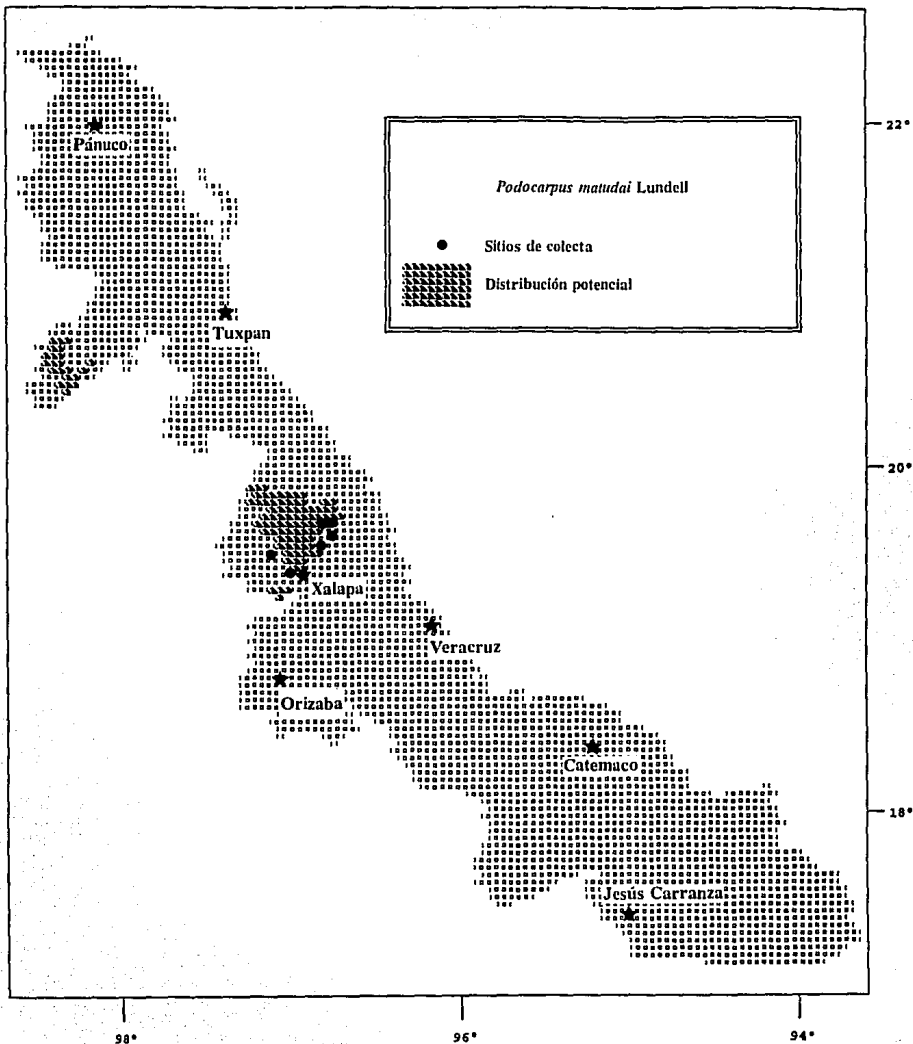 Pánuco
22°
Podocarpus matudai Lundell
Sitios de colecta
Distribución potencial
Tuxpan
20°
Xalapa
Veracruz
Orizaba
Catemaco
18°
Jesús Carranza
98°
96°
94°